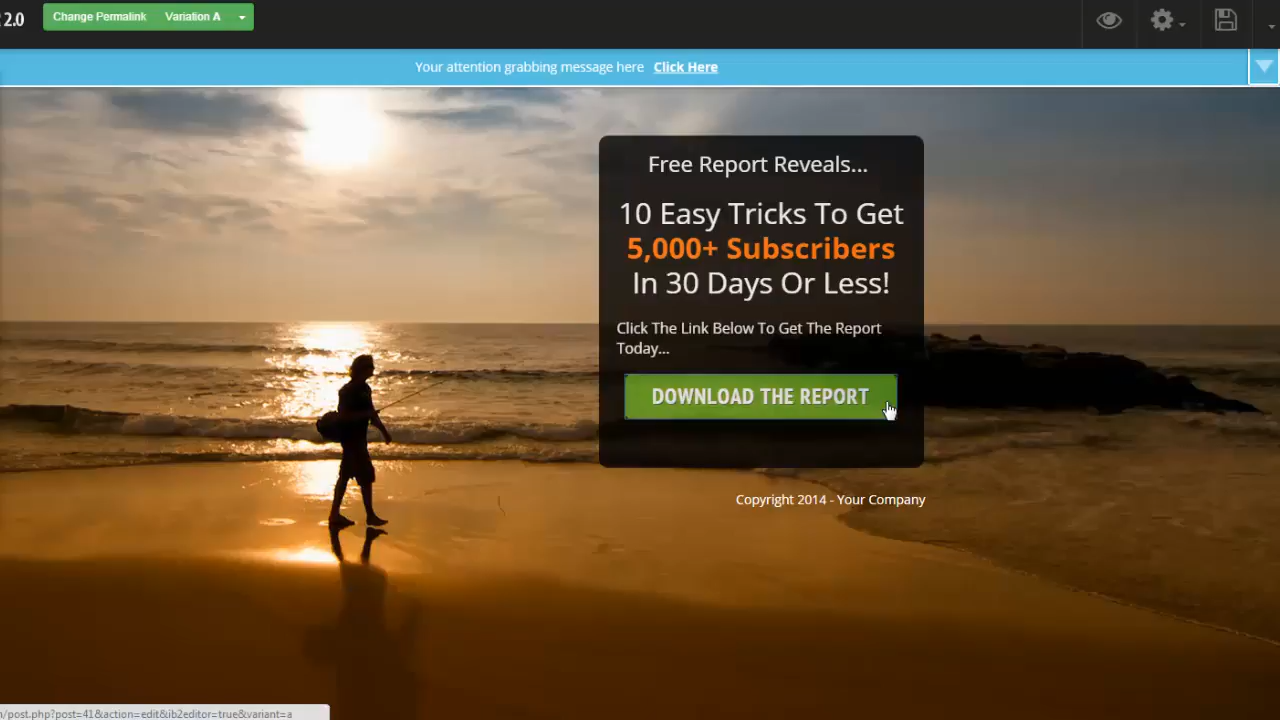 2.0
Change Permalink Variation A
Your attention grabbing message here Click Here
Free Report Reveals...
10 Easy Tricks To Get
5,000+ Subscribers
In 30 Days Or Less!
Click The Link Below To Get The Report
Today...
DOWNLOAD THE REPORT
Copyright 2014 - Your Company
/post.php?post=41&action=edit&ib2editor=true&variant=a